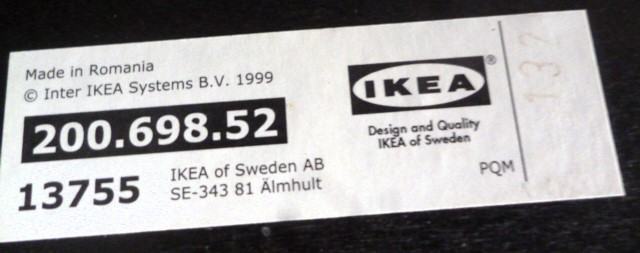 Made in Romania
© Inter IKEA Systems B.V. 1999
200.698.52
13755
IKEA of Sweden AB
SE-343 81 Älmhult
IKEA®
Design and Quality
IKEA of Sweden
PQM
132